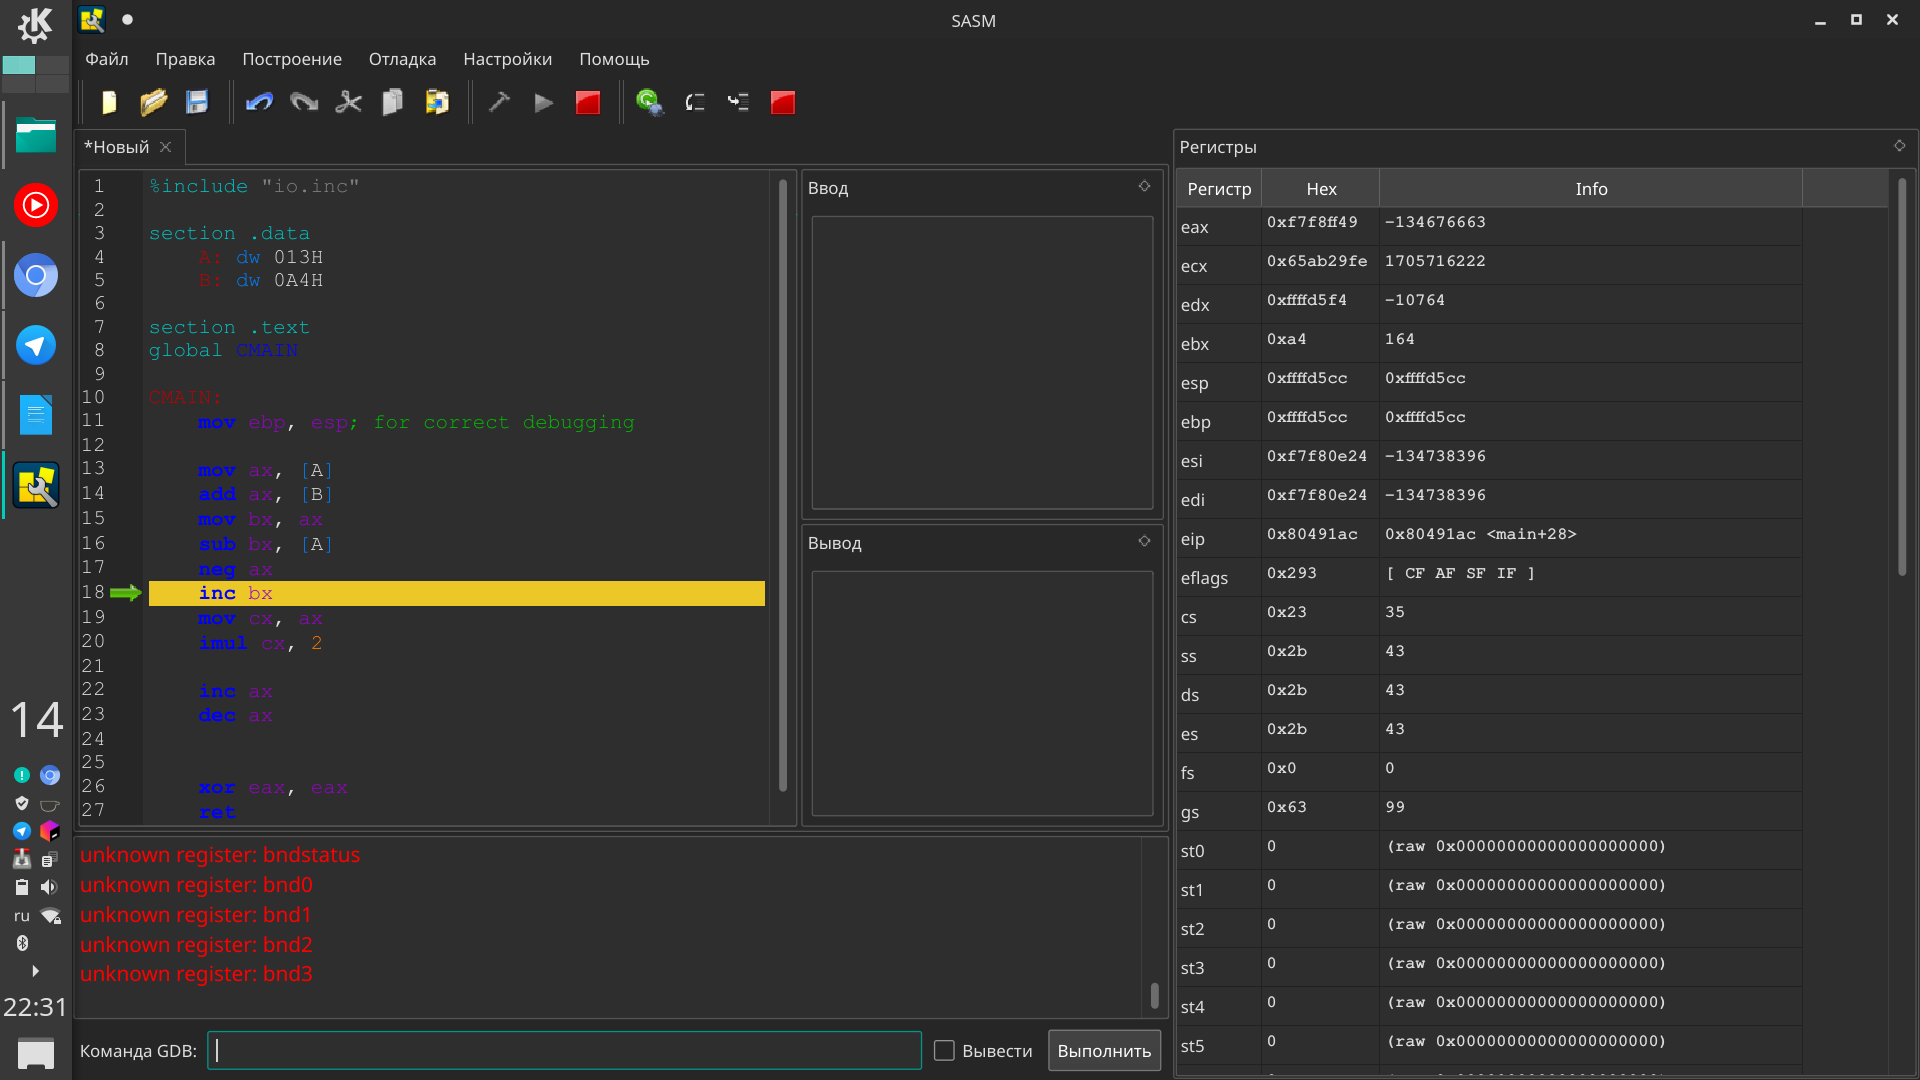 SASM
Файл Правка Построение Отладка Настройки Помощь
*Новый
1 %include "io.inc"
2
3 section .data
4 A: dw 013H
5 B: dw 0A4H
6
7 section .text
8 global CMAIN
9
10 CMAIN:
11 mov ebp, esp; for correct debugging
12
13 mov ax, [A]
14 add ax, [B]
15 mov bx, ax
16 sub bx, [A]
17 neg ax
18 inc bx
19 mov cx, ax
20 imul cx, 2
21
22 inc ax
23 dec ax
24
25
26 xor eax, eax
27 ret
Ввод
Вывод
unknown register: bndstatus
unknown register: bnd0
unknown register: bnd1
unknown register: bnd2
unknown register: bnd3
Команда GDB:
Вывести
Выполнить
Регистры
Регистр Hex Info
eax 0xf7f8ff49 -134676663
ecx 0x65ab29fe 1705716222
edx 0xffffd5f4 -10764
ebx 0xa4 164
esp 0xffffd5cc 0xffffd5cc
ebp 0xffffd5cc 0xffffd5cc
esi 0xf7f80e24 -134738396
edi 0xf7f80e24 -134738396
eip 0x80491ac 0x80491ac <main+28>
eflags 0x293 [ CF AF SF IF ]
cs 0x23 35
ss 0x2b 43
ds 0x2b 43
es 0x2b 43
fs 0x0 0
gs 0x63 99
st0 0 (raw 0x00000000000000000000)
st1 0 (raw 0x00000000000000000000)
st2 0 (raw 0x00000000000000000000)
st3 0 (raw 0x00000000000000000000)
st4 0 (raw 0x00000000000000000000)
st5 0 (raw 0x00000000000000000000)
14
ru
22:31